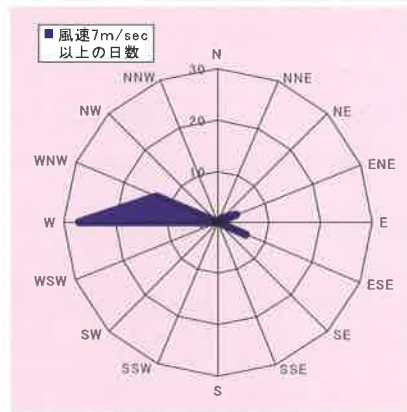 ■ 風速7m/sec
以上の日数
N
30
NNW
NNE
NW
NE
20
WNW
ENE
10
W
E
WSW
ESE
SW
SE
SSW
SSE
S